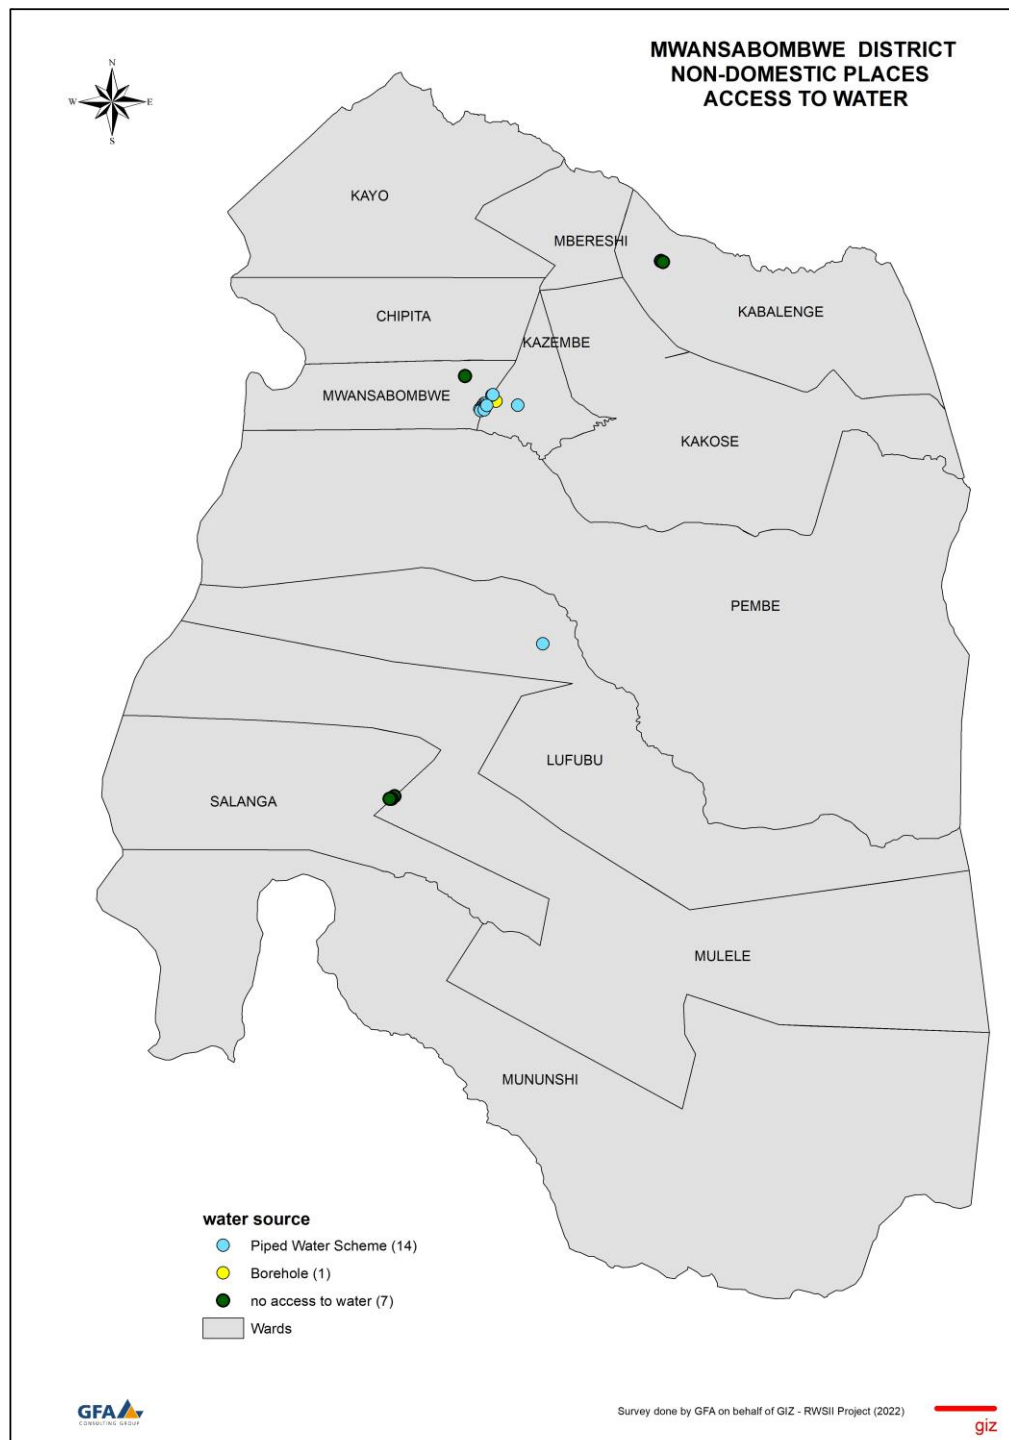 MWANSABOMBWE DISTRICT
NON-DOMESTIC PLACES
ACCESS TO WATER
N
W
E
S
KAYO
MBERESHI
KABALENGE
CHIPITA
KAZEMBE
MWANSABOMBWE
KAKOSE
PEMBE
LUFUBU
SALANGA
MULELE
MUNUNSHI
water source
Piped Water Scheme (14)
Borehole (1)
no access to water (7)
Wards
GFA
CONSULTING GROUP
Survey done by GFA on behalf of GIZ - RWSII Project (2022)
giz